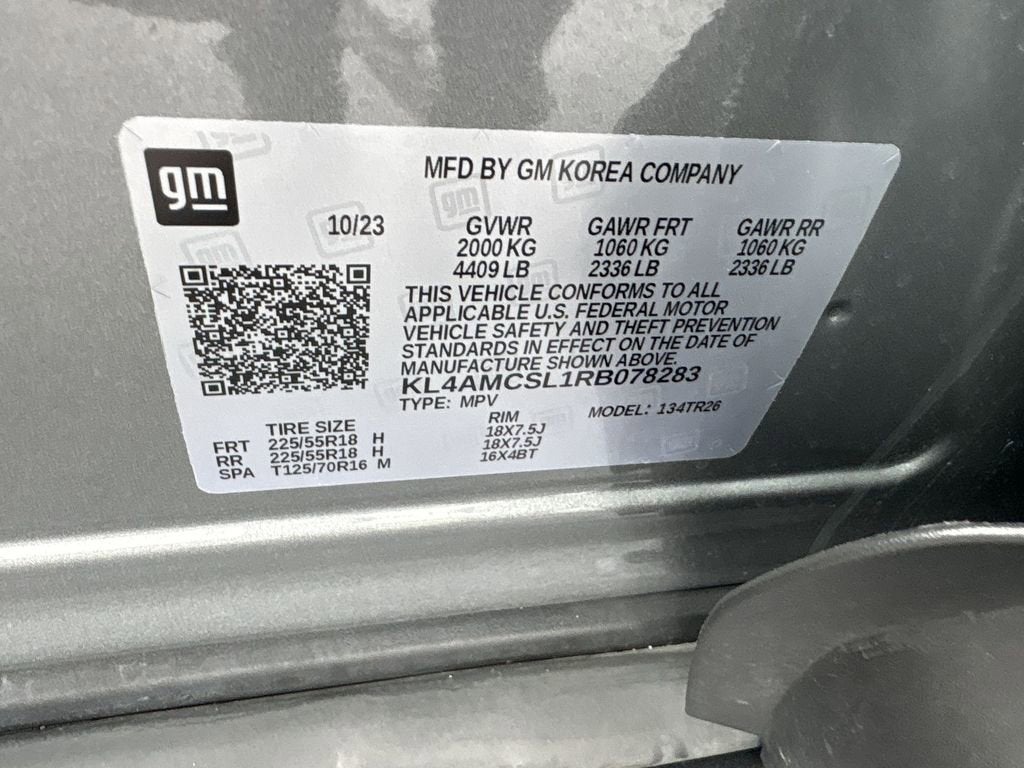 gm
MFD BY GM KOREA COMPANY
10/23
GVWR GAWR FRT GAWR RR
2000 KG 1060 KG 1060 KG
4409 LB 2336 LB 2336 LB
THIS VEHICLE CONFORMS TO ALL
APPLICABLE U.S. FEDERAL MOTOR
VEHICLE SAFETY AND THEFT PREVENTION
STANDARDS IN EFFECT ON THE DATE OF
MANUFACTURE SHOWN ABOVE.
KL4AMCSL1RB078283
TYPE: MPV MODEL: 134TR26
TIRE SIZE RIM
FRT 225/55R18 H 18X7.5J
RR 225/55R18 H 18X7.5J
SPA T125/70R16 M 16X4BT